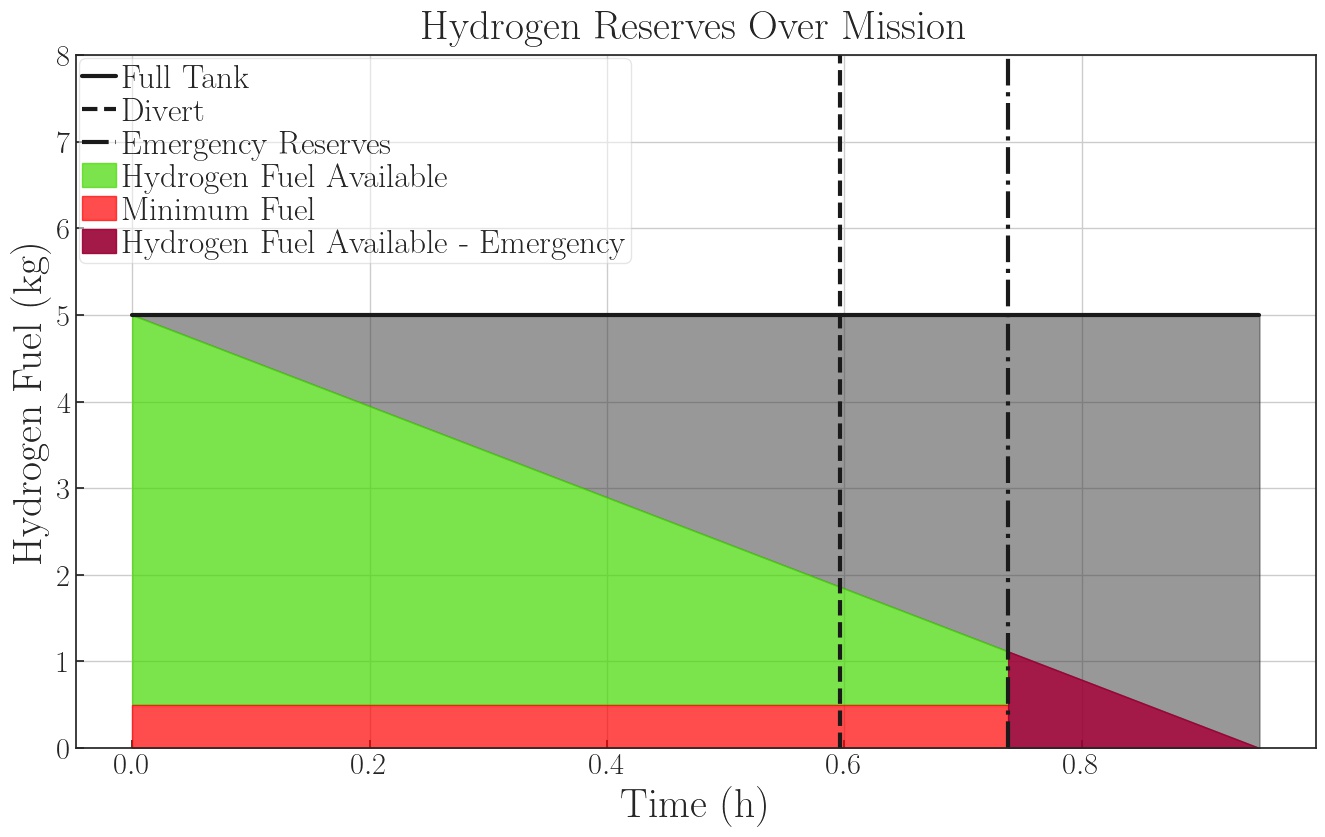 Hydrogen Reserves Over Mission
8
Full Tank
Divert
7
Emergency Reserves
Hydrogen Fuel Available
Minimum Fuel
6
Hydrogen Fuel Available - Emergency
Hydrogen Fuel (kg)
5
4
3
2
1
0
0.0 0.2 0.4 0.6 0.8
Time (h)